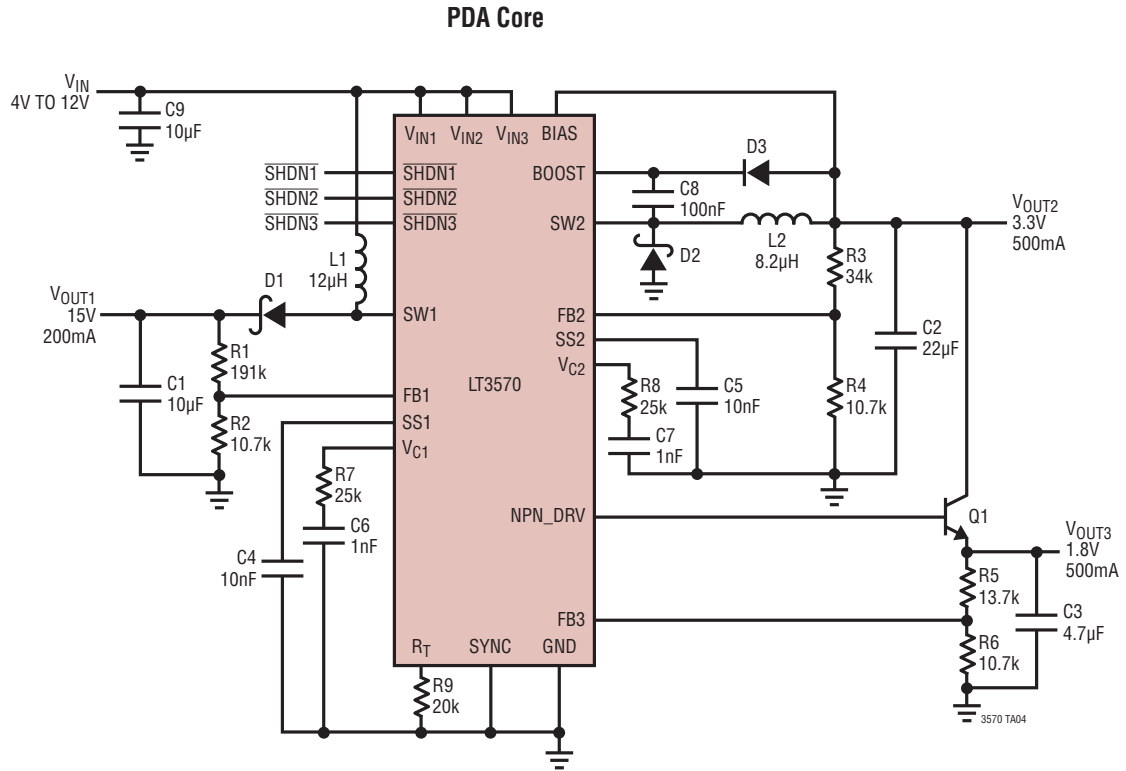 PDA Core
VIN
4V TO 12V
C9
10µF
VIN1 VIN2 VIN3 BIAS
SHDN1
SHDN2
SHDN3
SHDN1
SHDN2
SHDN3
BOOST
SW2
D3
C8
100nF
D2
L2
8.2µH
VOUT2
3.3V
500mA
R3
34k
L1
12µH
D1
VOUT1
15V
200mA
SW1
FB2
SS2
VC2
R1
191k
C1
10µF
R2
10.7k
FB1
SS1
VC1
LT3570
R8
25k
C5
10nF
C7
1nF
R4
10.7k
C2
22µF
R7
25k
C6
1nF
C4
10nF
NPN_DRV
Q1
VOUT3
1.8V
500mA
R5
13.7k
C3
4.7µF
FB3
R6
10.7k
RT SYNC GND
R9
20k
3570 TA04